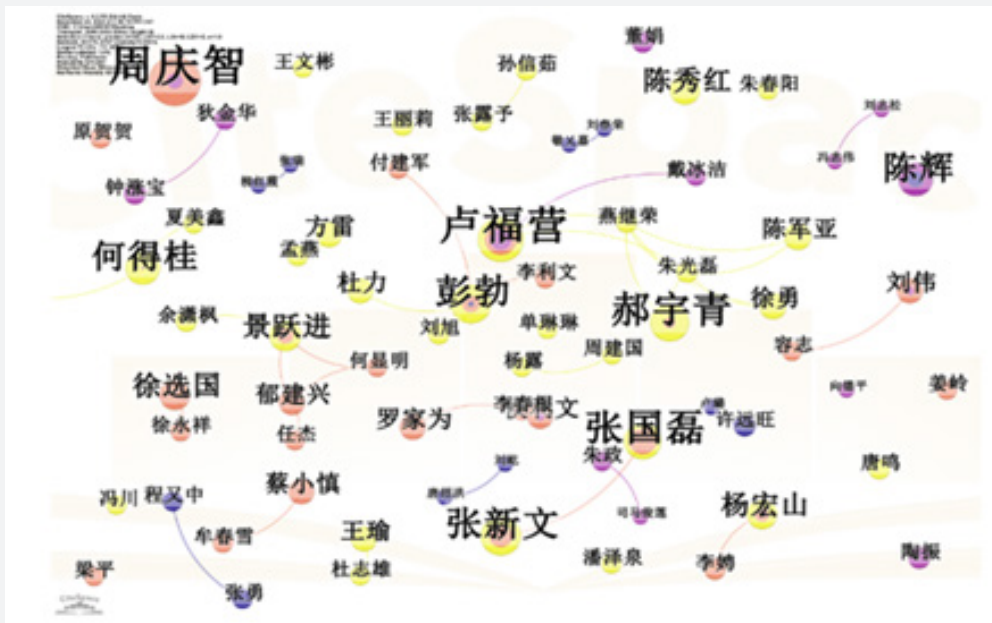 董娟
周庆智
王文彬
孙信茹
陈秀红
朱春阳
狄金华
原贺贺
王丽莉
张露予
付建军
戴冰洁
陈辉
钟涨宝
夏美鑫
方雷
卢福营
燕继荣
陈军亚
何得桂
孟燕
李利文
朱光磊
杜力
彭勃
刘伟
郝宇青
徐勇
余潇枫
景跃进
刘旭
单琳琳
周建国
容志
何显明
杨露
徐选国
郁建兴
姜岭
罗家为
徐永祥
任杰
张国磊
许远旺
朱政
唐鸣
蔡小慎
冯川
程又中
杨宏山
张新文
牟春雪
王瑜
潘泽泉
李娉
陶振
梁平
杜志雄
张勇